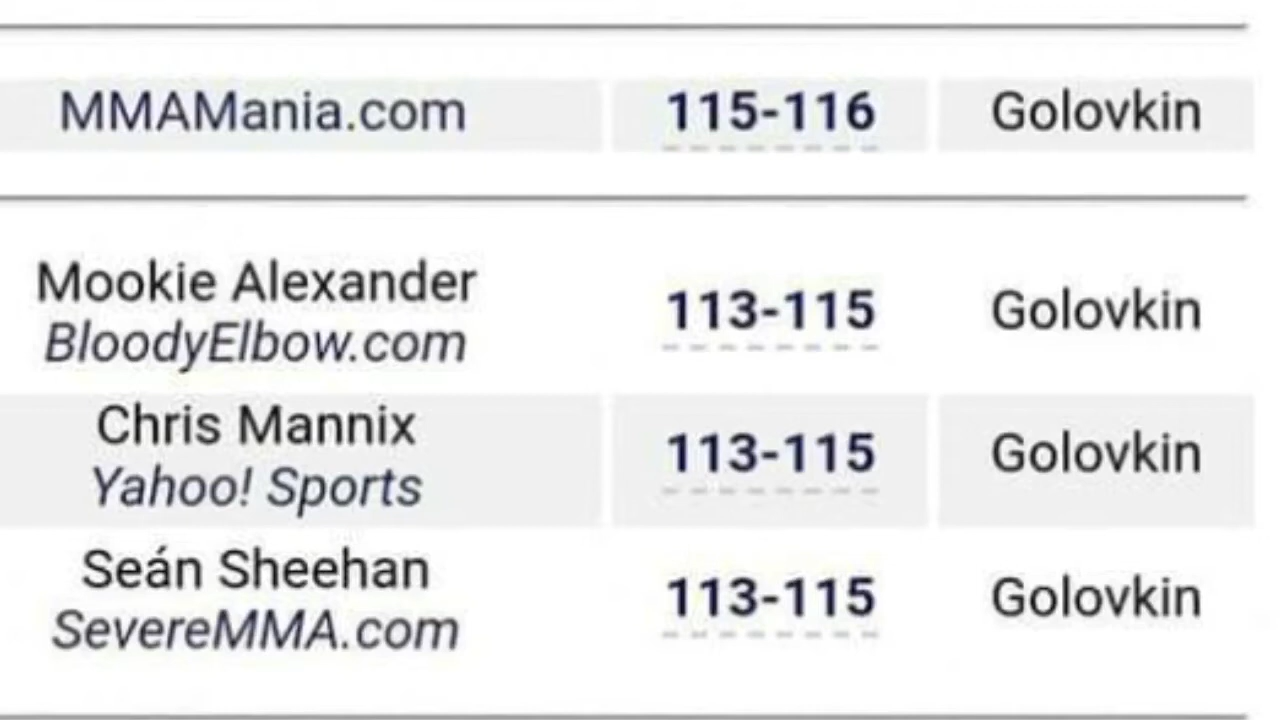 MMAMania.com 115-116 Golovkin
Mookie Alexander
BloodyElbow.com 113-115 Golovkin
Chris Mannix
Yahoo! Sports 113-115 Golovkin
Seán Sheehan
SevereMMA.com 113-115 Golovkin